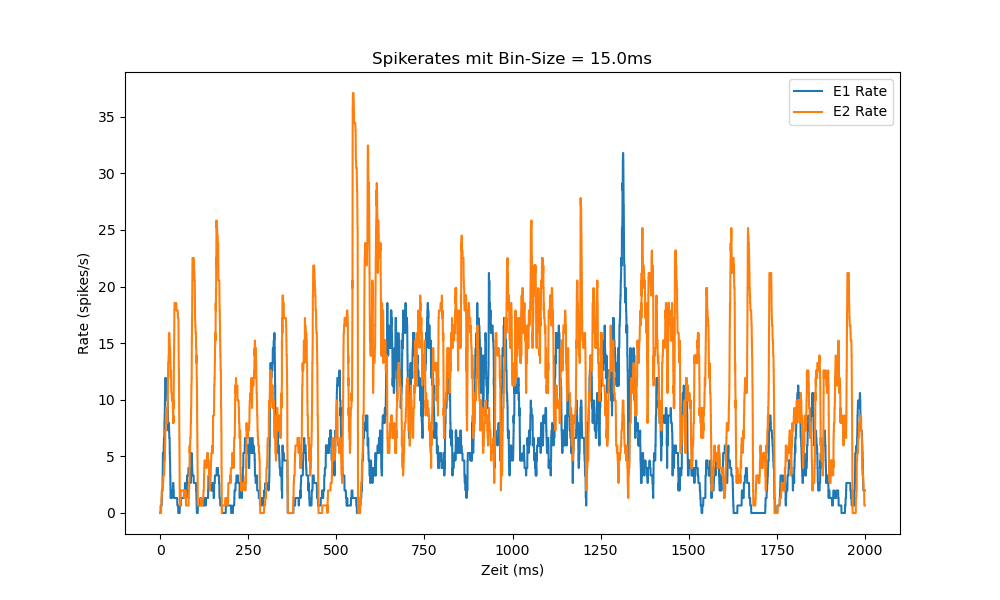 Spikerates mit Bin-Size = 15.0ms
E1 Rate
E2 Rate
Rate (spikes/s)
35
30
25
20
15
10
5
0
0 250 500 750 1000 1250 1500 1750 2000
Zeit (ms)